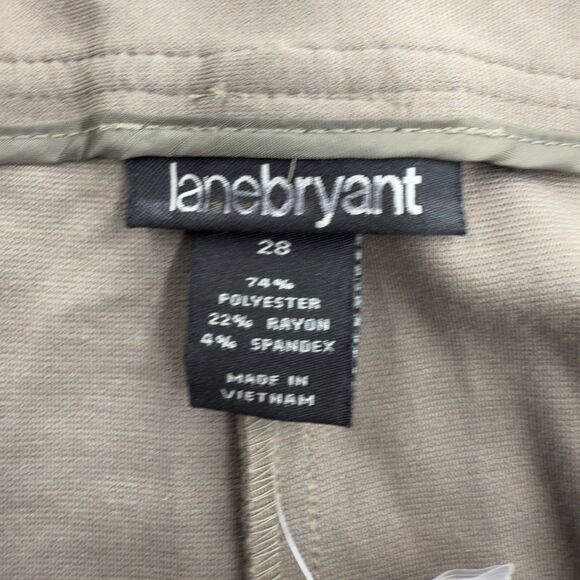 lanebryant
28
74%
POLYESTER
22% RAYON
4% SPANDEX
MADE IN
VIETNAM